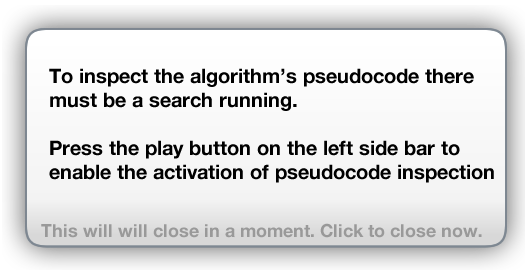 To inspect the algorithm's pseudocode there
must be a search running.
Press the play button on the left side bar to
enable the activation of pseudocode inspection
This will will close in a moment. Click to close now.